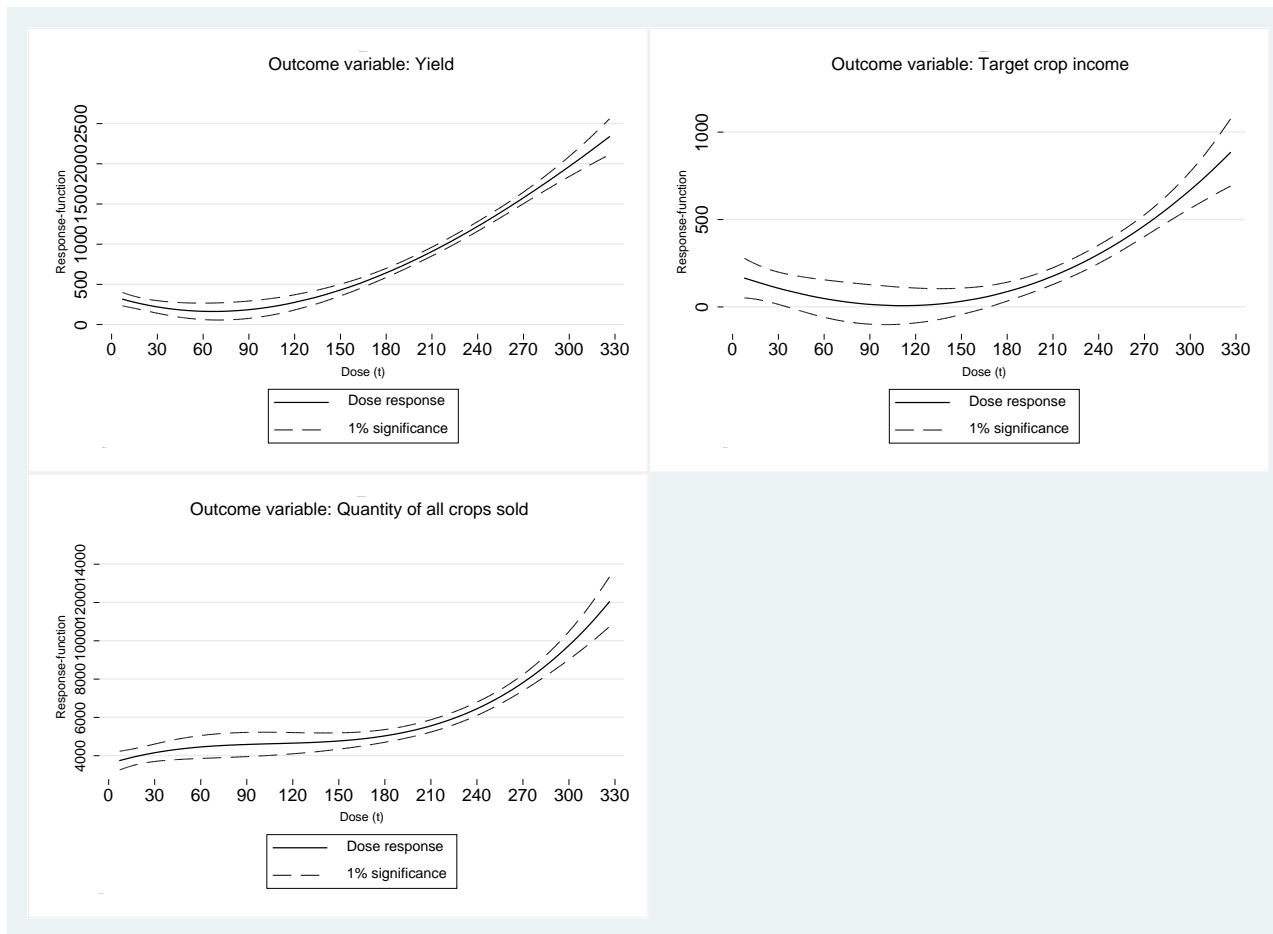 Outcome variable: Yield
Response-function
0 500 1000 1500 2000 2500
0 30 60 90 120 150 180 210 240 270 300 330
Dose (t)
Dose response
1% significance
Outcome variable: Target crop income
Response-function
0 500 1000
0 30 60 90 120 150 180 210 240 270 300 330
Dose (t)
Dose response
1% significance
Outcome variable: Quantity of all crops sold
Response-function
4000 6000 8000 10000 12000 14000
0 30 60 90 120 150 180 210 240 270 300 330
Dose (t)
Dose response
1% significance